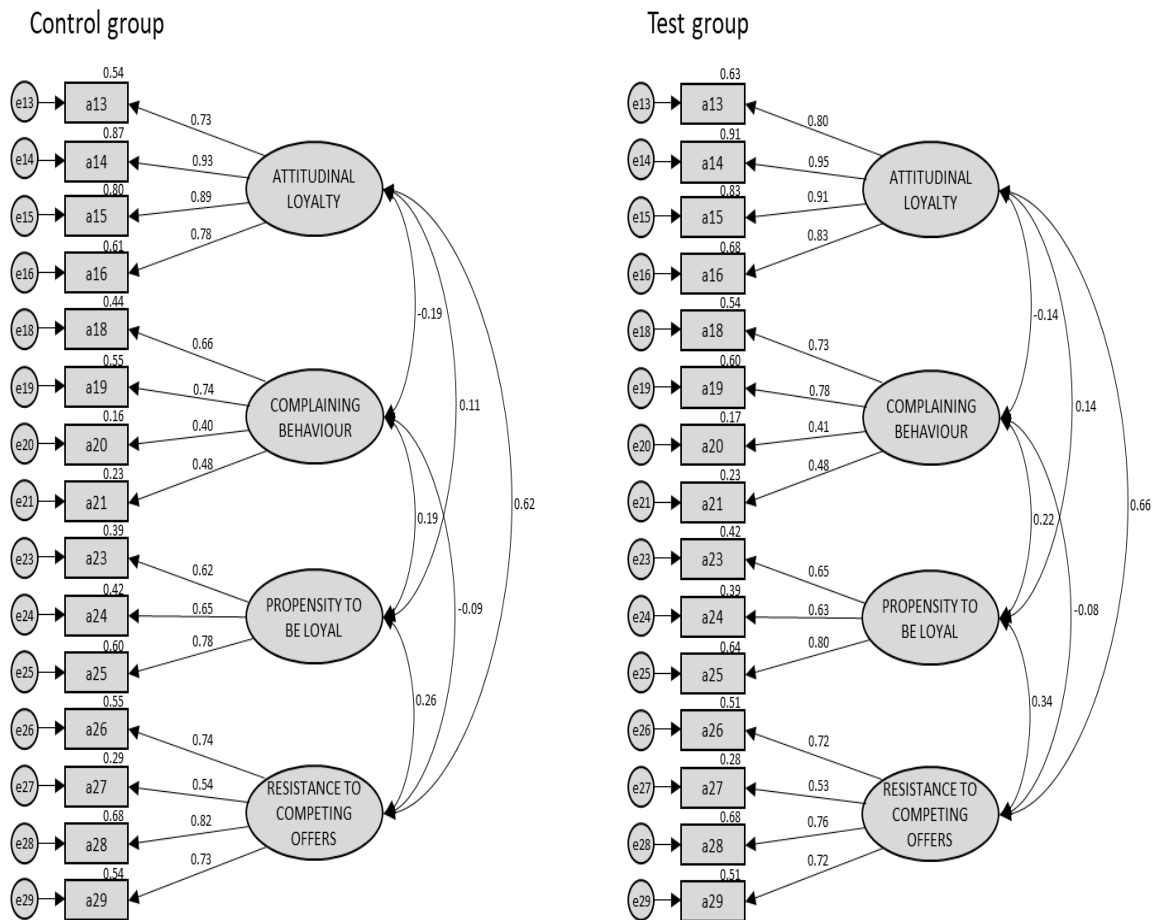 Control group
0.54
e13
a13
0.73
0.87
e14
a14
0.93
0.80
e15
a15
0.89
0.61
e16
a16
0.78
ATTITUDINAL
LOYALTY
0.44
e18
a18
0.66
0.55
e19
a19
0.74
0.16
e20
a20
0.40
0.23
e21
a21
0.48
COMPLAINING
BEHAVIOUR
0.39
e23
a23
0.62
0.42
e24
a24
0.65
0.60
e25
a25
0.78
PROPENSITY TO
BE LOYAL
0.55
e26
a26
0.74
0.29
e27
a27
0.54
0.68
e28
a28
0.82
0.54
e29
a29
0.73
RESISTANCE TO
COMPETING
OFFERS
-0.19
0.11
0.62
0.19
-0.09
0.26
Test group
0.63
e13
a13
0.80
0.91
e14
a14
0.95
0.83
e15
a15
0.91
0.68
e16
a16
0.83
ATTITUDINAL
LOYALTY
0.54
e18
a18
0.73
0.60
e19
a19
0.78
0.17
e20
a20
0.41
0.23
e21
a21
0.48
COMPLAINING
BEHAVIOUR
0.42
e23
a23
0.65
0.39
e24
a24
0.63
0.64
e25
a25
0.80
PROPENSITY TO
BE LOYAL
0.51
e26
a26
0.72
0.28
e27
a27
0.53
0.68
e28
a28
0.76
0.51
e29
a29
0.72
RESISTANCE TO
COMPETING
OFFERS
-0.14
0.14
0.66
0.22
-0.08
0.34